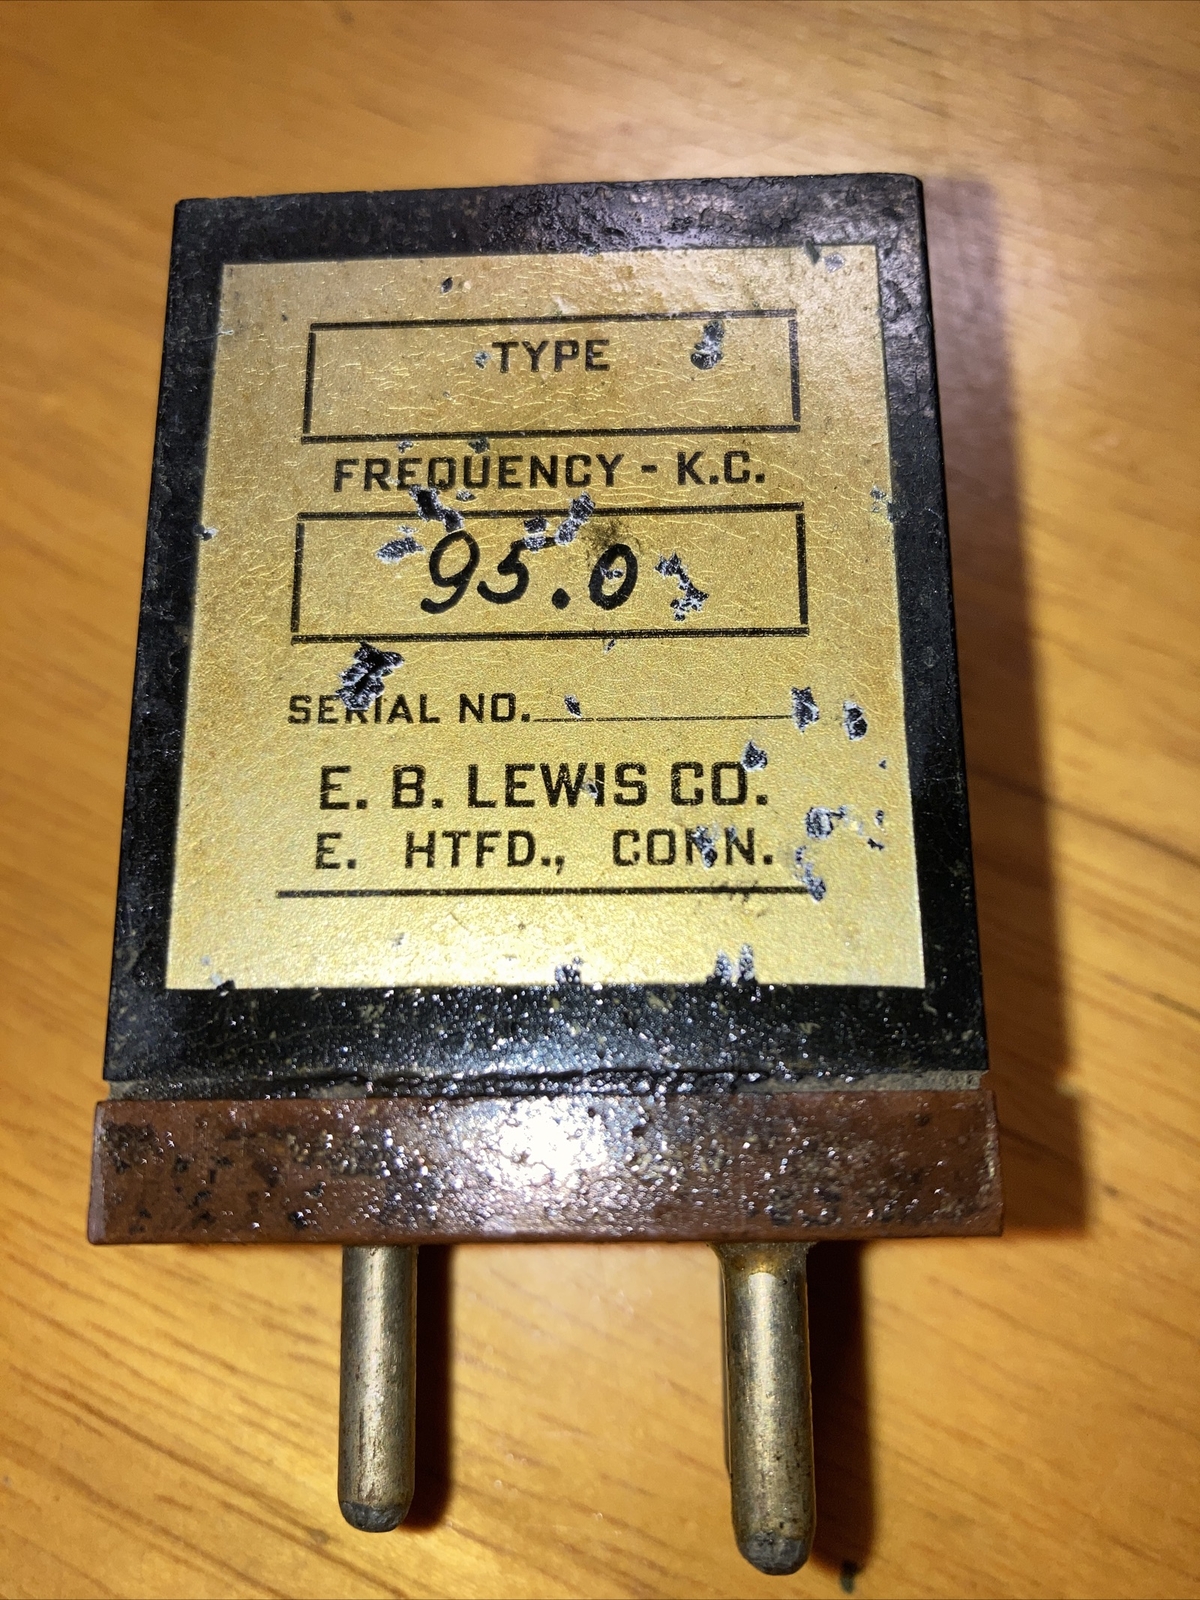 TYPE
FREQUENCY - K.C.
95.0
SERIAL NO.
E. B. LEWIS CO.
E. HTFD., CONN.